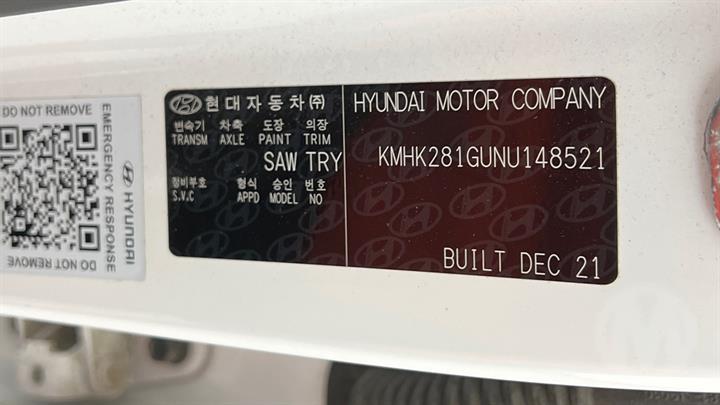 DO NOT REMOVE
EMERGENCY RESPONSE
HYUNDAI
DO NOT REMOVE
현대자동차(주)
변속기 차축 도장 의장
TRANSM AXLE PAINT TRIM
SAW TRY
정비부호 형식 승인 번호
S.V.C APPD MODEL NO
HYUNDAI MOTOR COMPANY
KMHK281GUNU148521
BUILT DEC 21